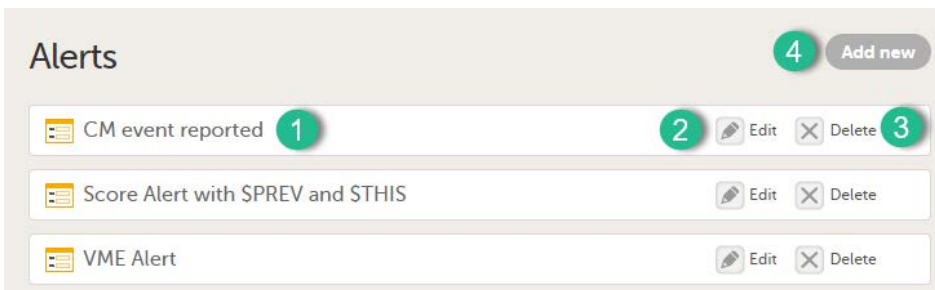 Alerts 4 Add new
CM event reported 1 2 Edit Delete 3
Score Alert with $PREV and $THIS Edit Delete
VME Alert Edit Delete